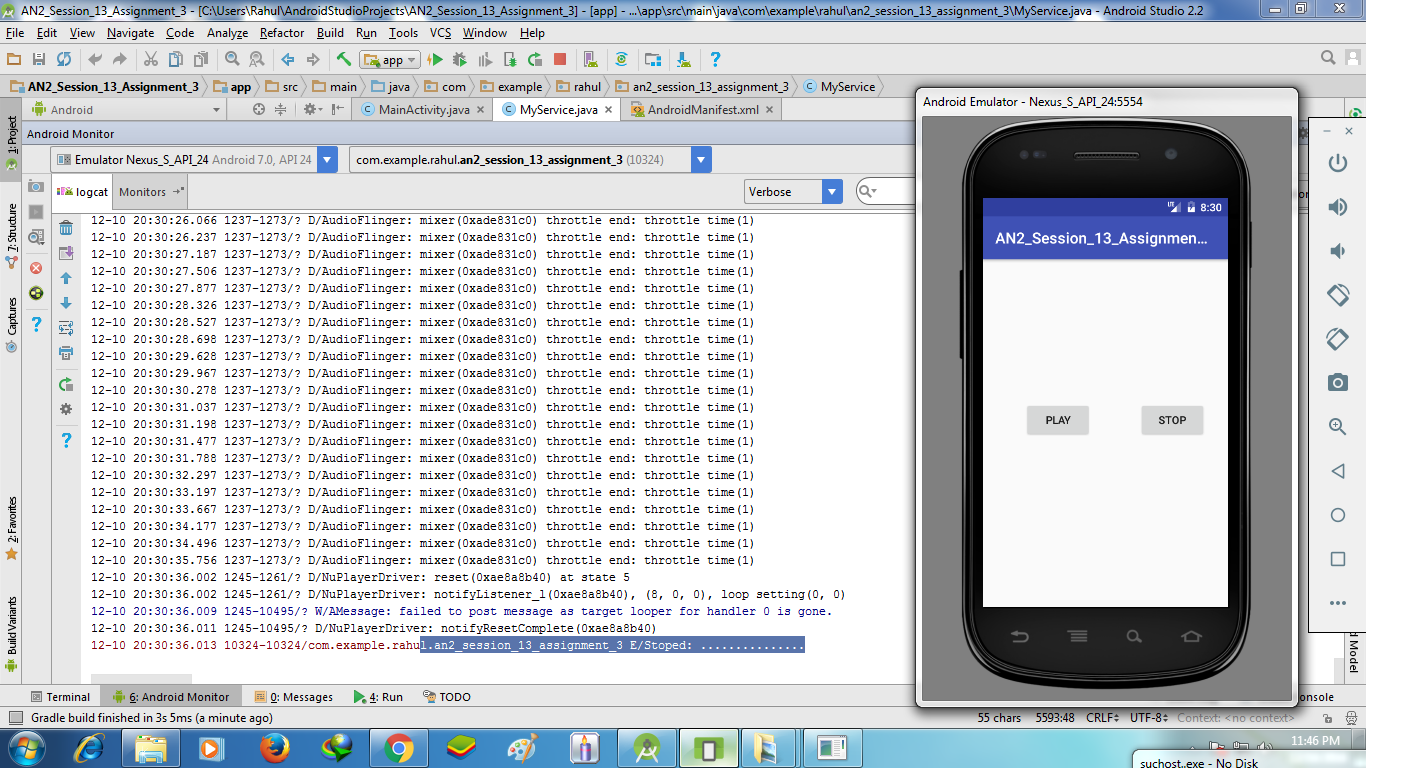 AN2_Session_13_Assignment_3 - [C:\Users\Rahul\AndroidStudioProjects\AN2_Session_13_Assignment_3] - [app] - ...\app\src\main\java\com\example\rahul\an2_session_13_assignment_3\MyService.java - Android Studio 2.2
File Edit View Navigate Code Analyze Refactor Build Run Tools VCS Window Help
app
AN2_Session_13_Assignment_3 app src main java com example rahul an2_session_13_assignment_3 MyService
Android MainActivity.java MyService.java AndroidManifest.xml
Android Monitor
Emulator Nexus_S_API_24 Android 7.0, API 24 com.example.rahul.an2_session_13_assignment_3 (10324)
logcat Monitors Verbose
12-10 20:30:26.066 1237-1273/? D/AudioFlinger: mixer(0xade831c0) throttle end: throttle time(1)
12-10 20:30:26.237 1237-1273/? D/AudioFlinger: mixer(0xade831c0) throttle end: throttle time(1)
12-10 20:30:27.187 1237-1273/? D/AudioFlinger: mixer(0xade831c0) throttle end: throttle time(1)
12-10 20:30:27.506 1237-1273/? D/AudioFlinger: mixer(0xade831c0) throttle end: throttle time(1)
12-10 20:30:27.877 1237-1273/? D/AudioFlinger: mixer(0xade831c0) throttle end: throttle time(1)
12-10 20:30:28.326 1237-1273/? D/AudioFlinger: mixer(0xade831c0) throttle end: throttle time(1)
12-10 20:30:28.527 1237-1273/? D/AudioFlinger: mixer(0xade831c0) throttle end: throttle time(1)
12-10 20:30:28.698 1237-1273/? D/AudioFlinger: mixer(0xade831c0) throttle end: throttle time(1)
12-10 20:30:29.628 1237-1273/? D/AudioFlinger: mixer(0xade831c0) throttle end: throttle time(1)
12-10 20:30:29.967 1237-1273/? D/AudioFlinger: mixer(0xade831c0) throttle end: throttle time(1)
12-10 20:30:30.278 1237-1273/? D/AudioFlinger: mixer(0xade831c0) throttle end: throttle time(1)
12-10 20:30:31.037 1237-1273/? D/AudioFlinger: mixer(0xade831c0) throttle end: throttle time(1)
12-10 20:30:31.198 1237-1273/? D/AudioFlinger: mixer(0xade831c0) throttle end: throttle time(1)
12-10 20:30:31.477 1237-1273/? D/AudioFlinger: mixer(0xade831c0) throttle end: throttle time(1)
12-10 20:30:31.788 1237-1273/? D/AudioFlinger: mixer(0xade831c0) throttle end: throttle time(1)
12-10 20:30:32.297 1237-1273/? D/AudioFlinger: mixer(0xade831c0) throttle end: throttle time(1)
12-10 20:30:33.197 1237-1273/? D/AudioFlinger: mixer(0xade831c0) throttle end: throttle time(1)
12-10 20:30:33.667 1237-1273/? D/AudioFlinger: mixer(0xade831c0) throttle end: throttle time(1)
12-10 20:30:34.177 1237-1273/? D/AudioFlinger: mixer(0xade831c0) throttle end: throttle time(1)
12-10 20:30:34.496 1237-1273/? D/AudioFlinger: mixer(0xade831c0) throttle end: throttle time(1)
12-10 20:30:35.756 1237-1273/? D/AudioFlinger: mixer(0xade831c0) throttle end: throttle time(1)
12-10 20:30:36.002 1245-1261/? D/NuPlayerDriver: reset(0xae8a8b40) at state 5
12-10 20:30:36.002 1245-1261/? D/NuPlayerDriver: notifyListener_l(0xae8a8b40), (8, 0, 0), loop setting(0, 0)
12-10 20:30:36.009 1245-10495/? W/AMessage: failed to post message as target looper for handler 0 is gone.
12-10 20:30:36.011 1245-10495/? D/NuPlayerDriver: notifyResetComplete(0xae8a8b40)
12-10 20:30:36.013 10324-10324/com.example.rahul.an2_session_13_assignment_3 E/Stoped: ...............
1: Project
7: Structure
Captures
2: Favorites
Build Variants
Android Emulator - Nexus_S_API_24:5554
8:30
AN2_Session_13_Assignmen...
PLAY STOP
d Model
Terminal 6: Android Monitor 0: Messages 4: Run TODO onsole
Gradle build finished in 3s 5ms (a minute ago) 55 chars 5593:48 CRLF UTF-8 Context: <no context>
11:46 PM
suchost..exe - No Disk